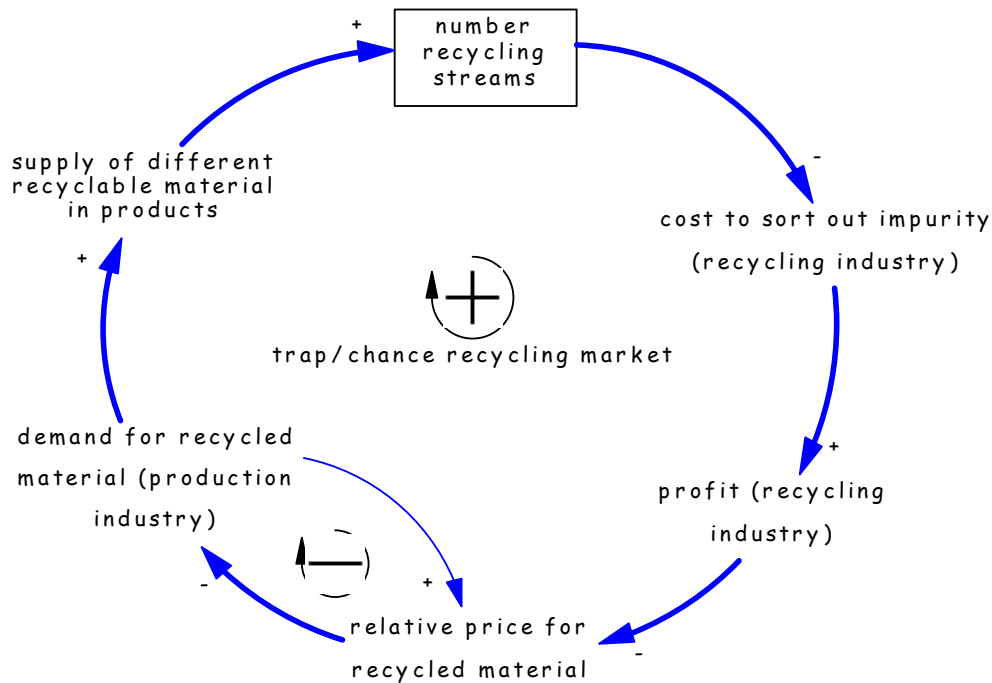 +
number
recycling
streams
-
supply of different
recyclable material
in products
cost to sort out impurity
(recycling industry)
+
trap/chance recycling market
demand for recycled
material (production
industry)
+
profit (recycling
industry)
+
-
relative price for
recycled material
-